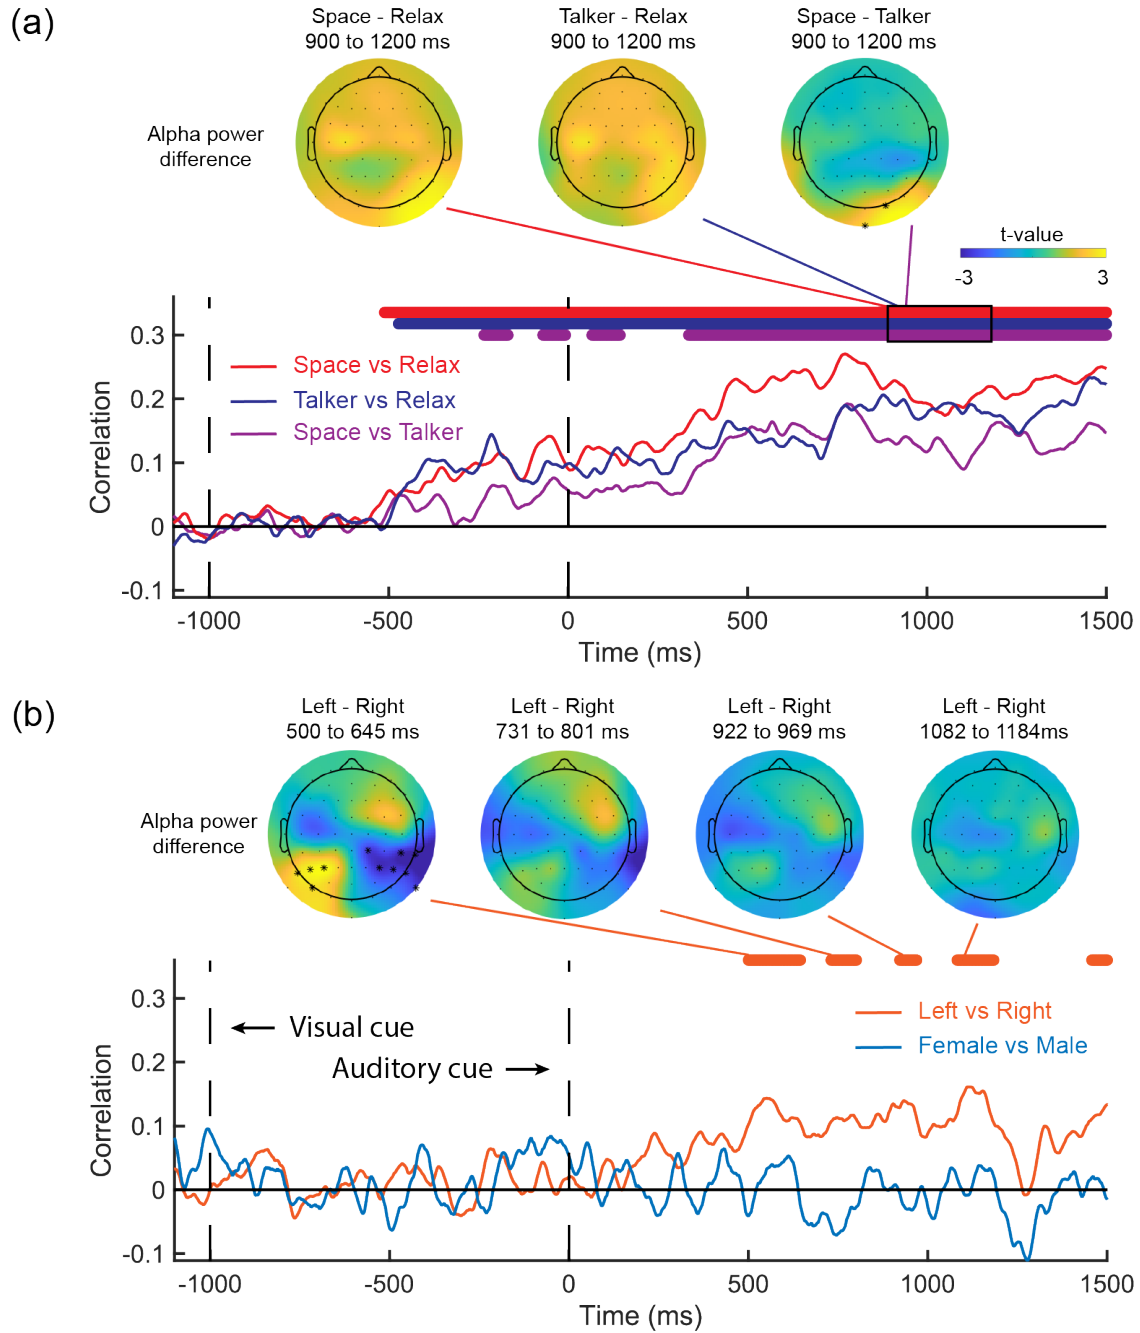 (a)
Space - Relax
900 to 1200 ms
Talker - Relax
900 to 1200 ms
Space - Talker
900 to 1200 ms
Alpha power
difference
t-value
-3
3
0.3
0.2
0.1
0
-0.1
Correlation
Space vs Relax
Talker vs Relax
Space vs Talker
-1000
-500
0
500
1000
1500
Time (ms)
(b)
Left - Right
500 to 645 ms
Left - Right
731 to 801 ms
Left - Right
922 to 969 ms
Left - Right
1082 to 1184ms
Alpha power
difference
0.3
0.2
0.1
0
-0.1
Correlation
Visual cue
Auditory cue
Left vs Right
Female vs Male
-1000
-500
0
500
1000
1500
Time (ms)